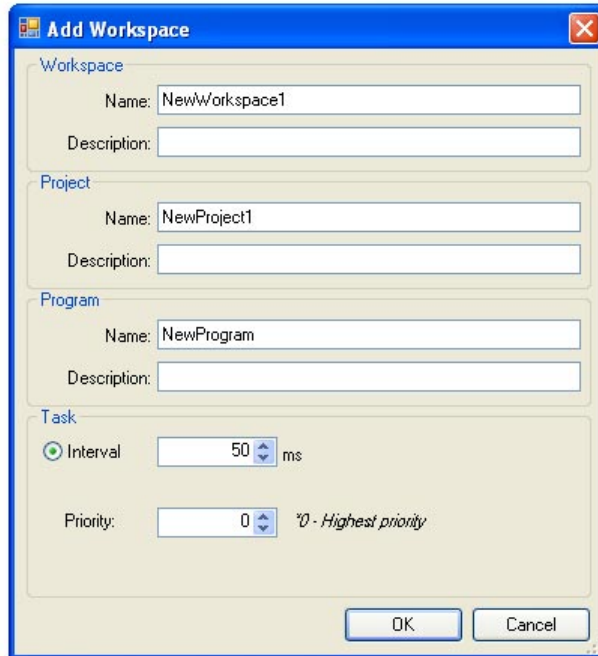 Add Workspace
Workspace
Name: NewWorkspace1
Description:
Project
Name: NewProject1
Description:
Program
Name: NewProgram
Description:
Task
Interval 50 ms
Priority: 0 *0 - Highest priority
OK Cancel